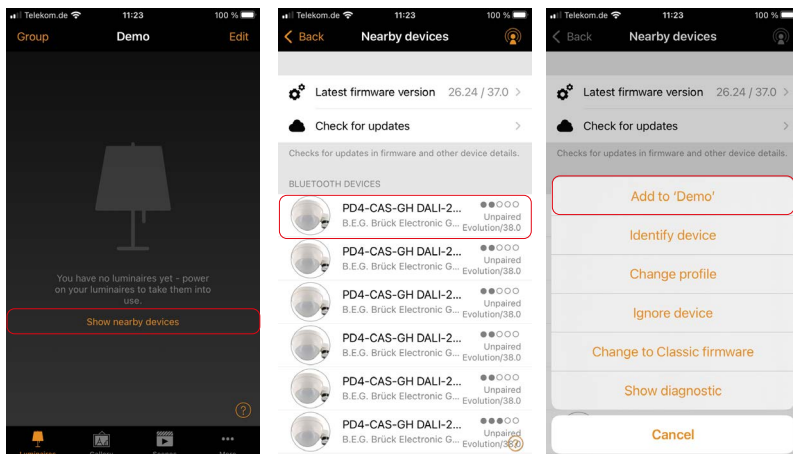 Telekom.de 11:23 100 %
Group Demo Edit
You have no luminaires yet - power
on your luminaires to take them into
use.
Show nearby devices
?
Luminaires Gallery Scenes More
Telekom.de 11:23 100 %
Back Nearby devices
Latest firmware version 26.24 / 37.0
Check for updates
Checks for updates in firmware and other device details.
BLUETOOTH DEVICES
PD4-CAS-GH DALI-2...
Unpaired
B.E.G. Brück Electronic G... Evolution/38.0
PD4-CAS-GH DALI-2...
Unpaired
B.E.G. Brück Electronic G... Evolution/38.0
PD4-CAS-GH DALI-2...
Unpaired
B.E.G. Brück Electronic G... Evolution/38.0
PD4-CAS-GH DALI-2...
Unpaired
B.E.G. Brück Electronic G... Evolution/38.0
PD4-CAS-GH DALI-2...
Unpaired
B.E.G. Brück Electronic G... Evolution/38.0
PD4-CAS-GH DALI-2...
Unpaired
B.E.G. Brück Electronic G... Evolution/38.0
?
Telekom.de 11:23 100 %
Back Nearby devices
Latest firmware version 26.24 / 37.0
Check for updates
Checks for updates in firmware and other device details.
Add to 'Demo'
Identify device
Change profile
Ignore device
Change to Classic firmware
Show diagnostic
Cancel